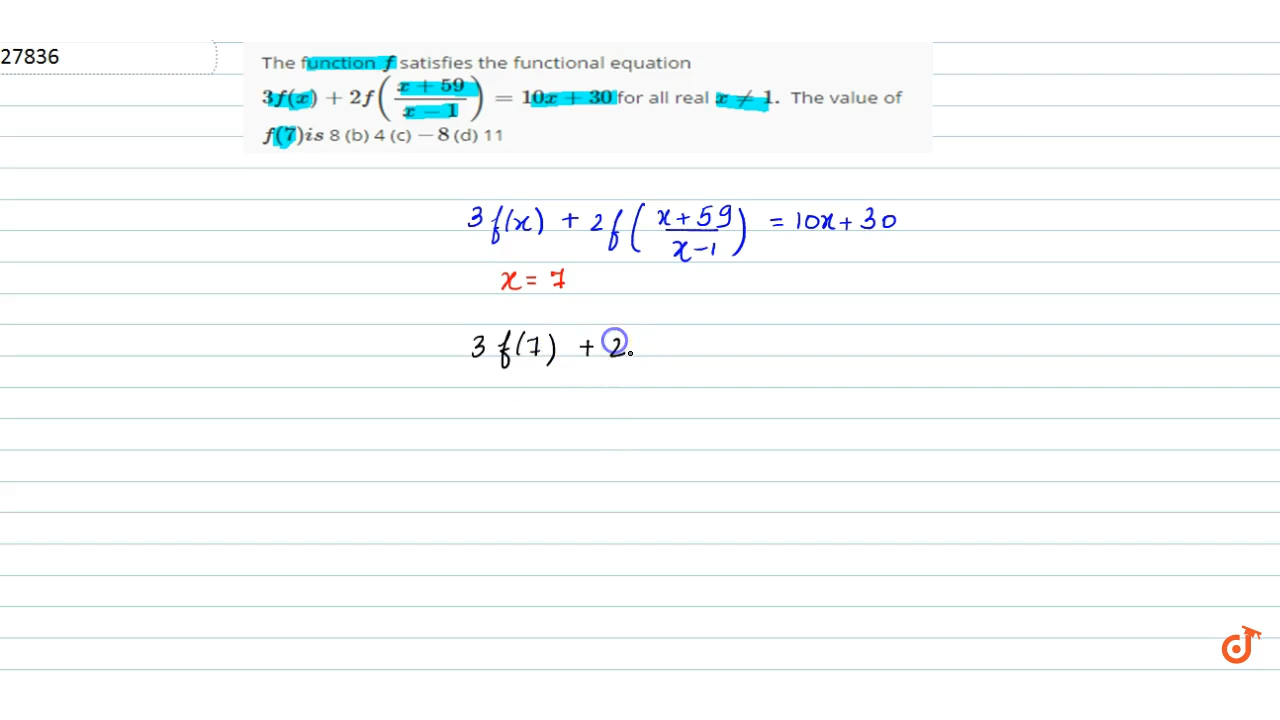 27836
The function f satisfies the functional equation
3f(x) + 2f((x + 59)/(x − 1)) = 10x + 30 for all real x ≠ 1. The value of
f(7)is 8 (b) 4 (c) −8 (d) 11
3f(x) + 2f((x+59)/(x-1)) = 10x + 30
x = 7
3f(7) + 2